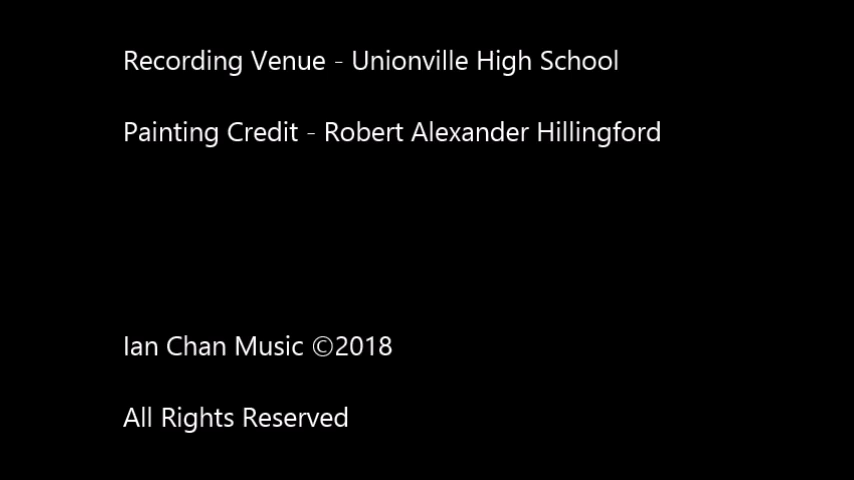 Recording Venue - Unionville High School
Painting Credit - Robert Alexander Hillingford
Ian Chan Music ©2018
All Rights Reserved